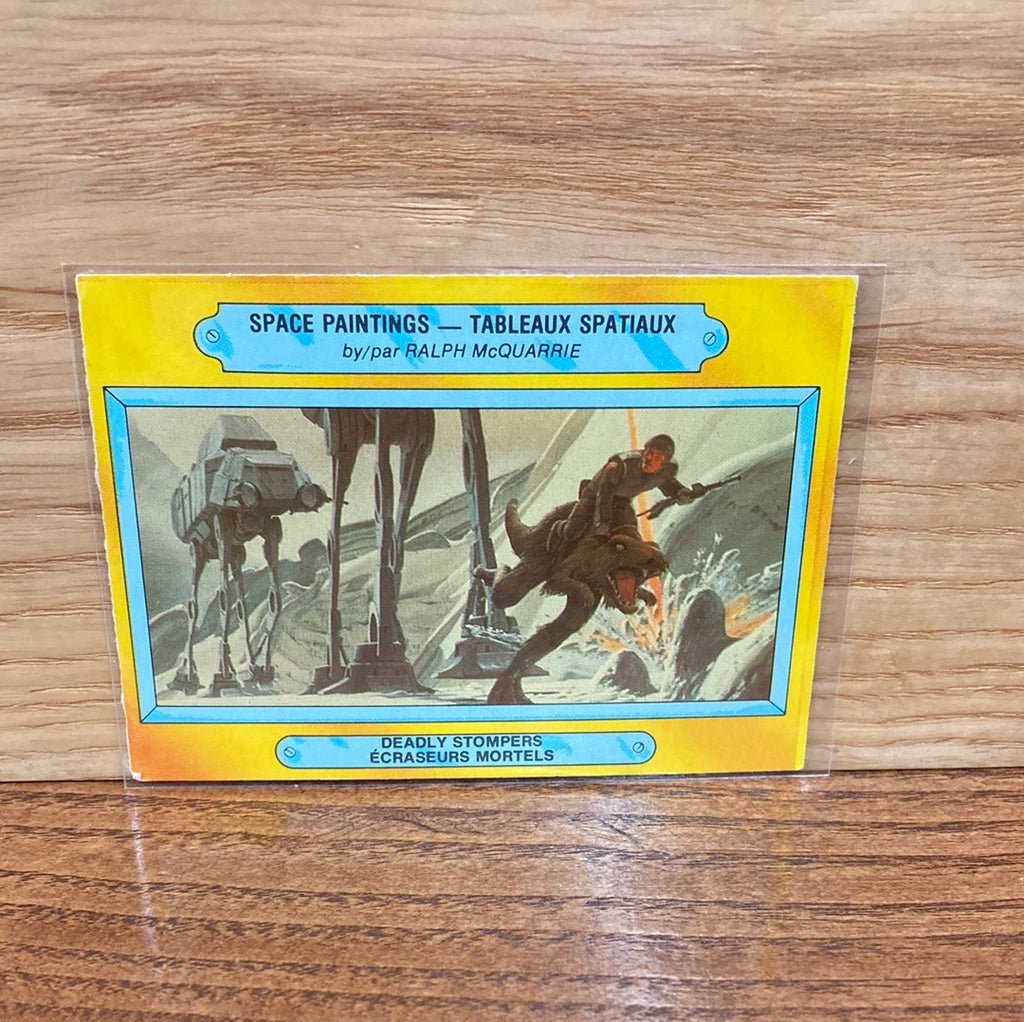 SPACE PAINTINGS — TABLEAUX SPATIAUX
by/par RALPH McQUARRIE
DEADLY STOMPERS
ÉCRASEURS MORTELS